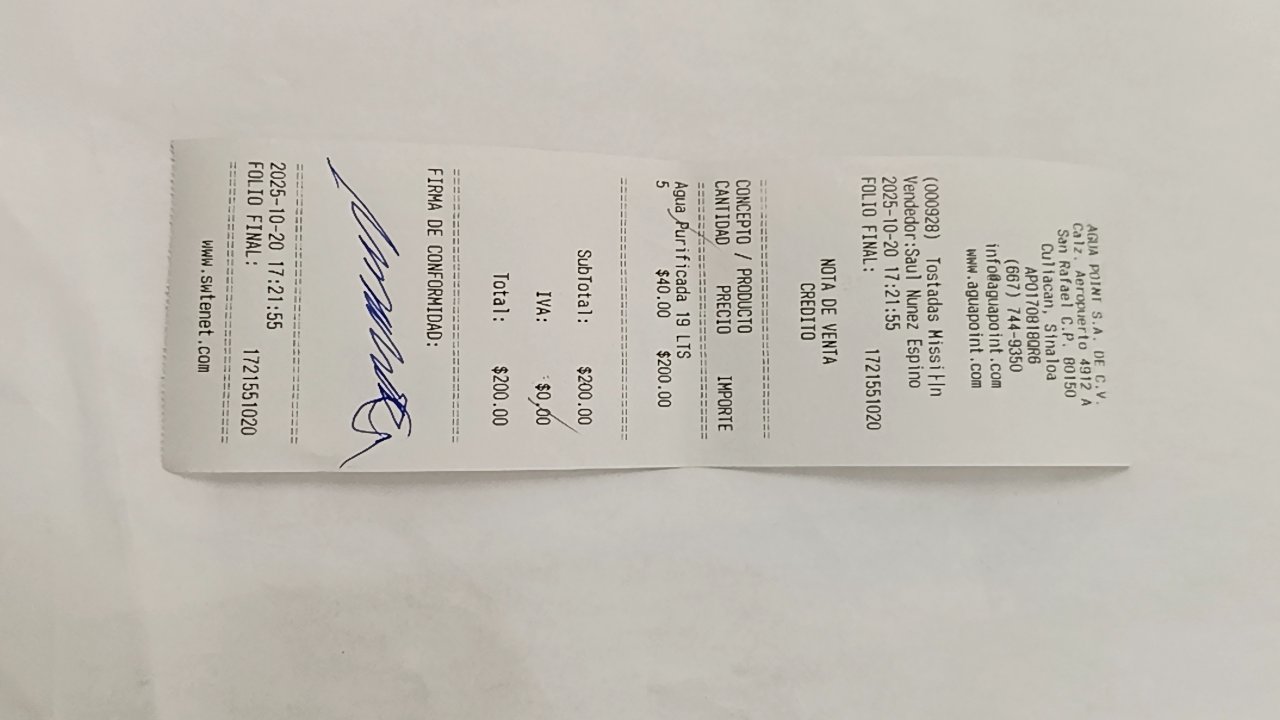 AGUA POINT S.A. DE C.V.
Calz. Aeropuerto 4912 A
San Rafael C.P. 80150
Culiacan, Sinaloa
APO170818QR6
(667) 744-9350
info@aguapoint.com
www.aguapoint.com
(000928) Tostadas Missi
Vendedor:Saul Nunez Espino
2025-10-20 17:21:55
FOLIO FINAL: 1721551020
NOTA DE VENTA
CREDITO
==============================
CONCEPTO / PRODUCTO
CANTIDAD PRECIO IMPORTE
==============================
Agua Purificada 19 LTS
5 $40.00 $200.00
==============================
SubTotal: $200.00
IVA: $0,00
Total: $200.00
==============================
FIRMA DE CONFORMIDAD:
==============================
2025-10-20 17:21:55
FOLIO FINAL: 1721551020
==============================
www.swtenet.com